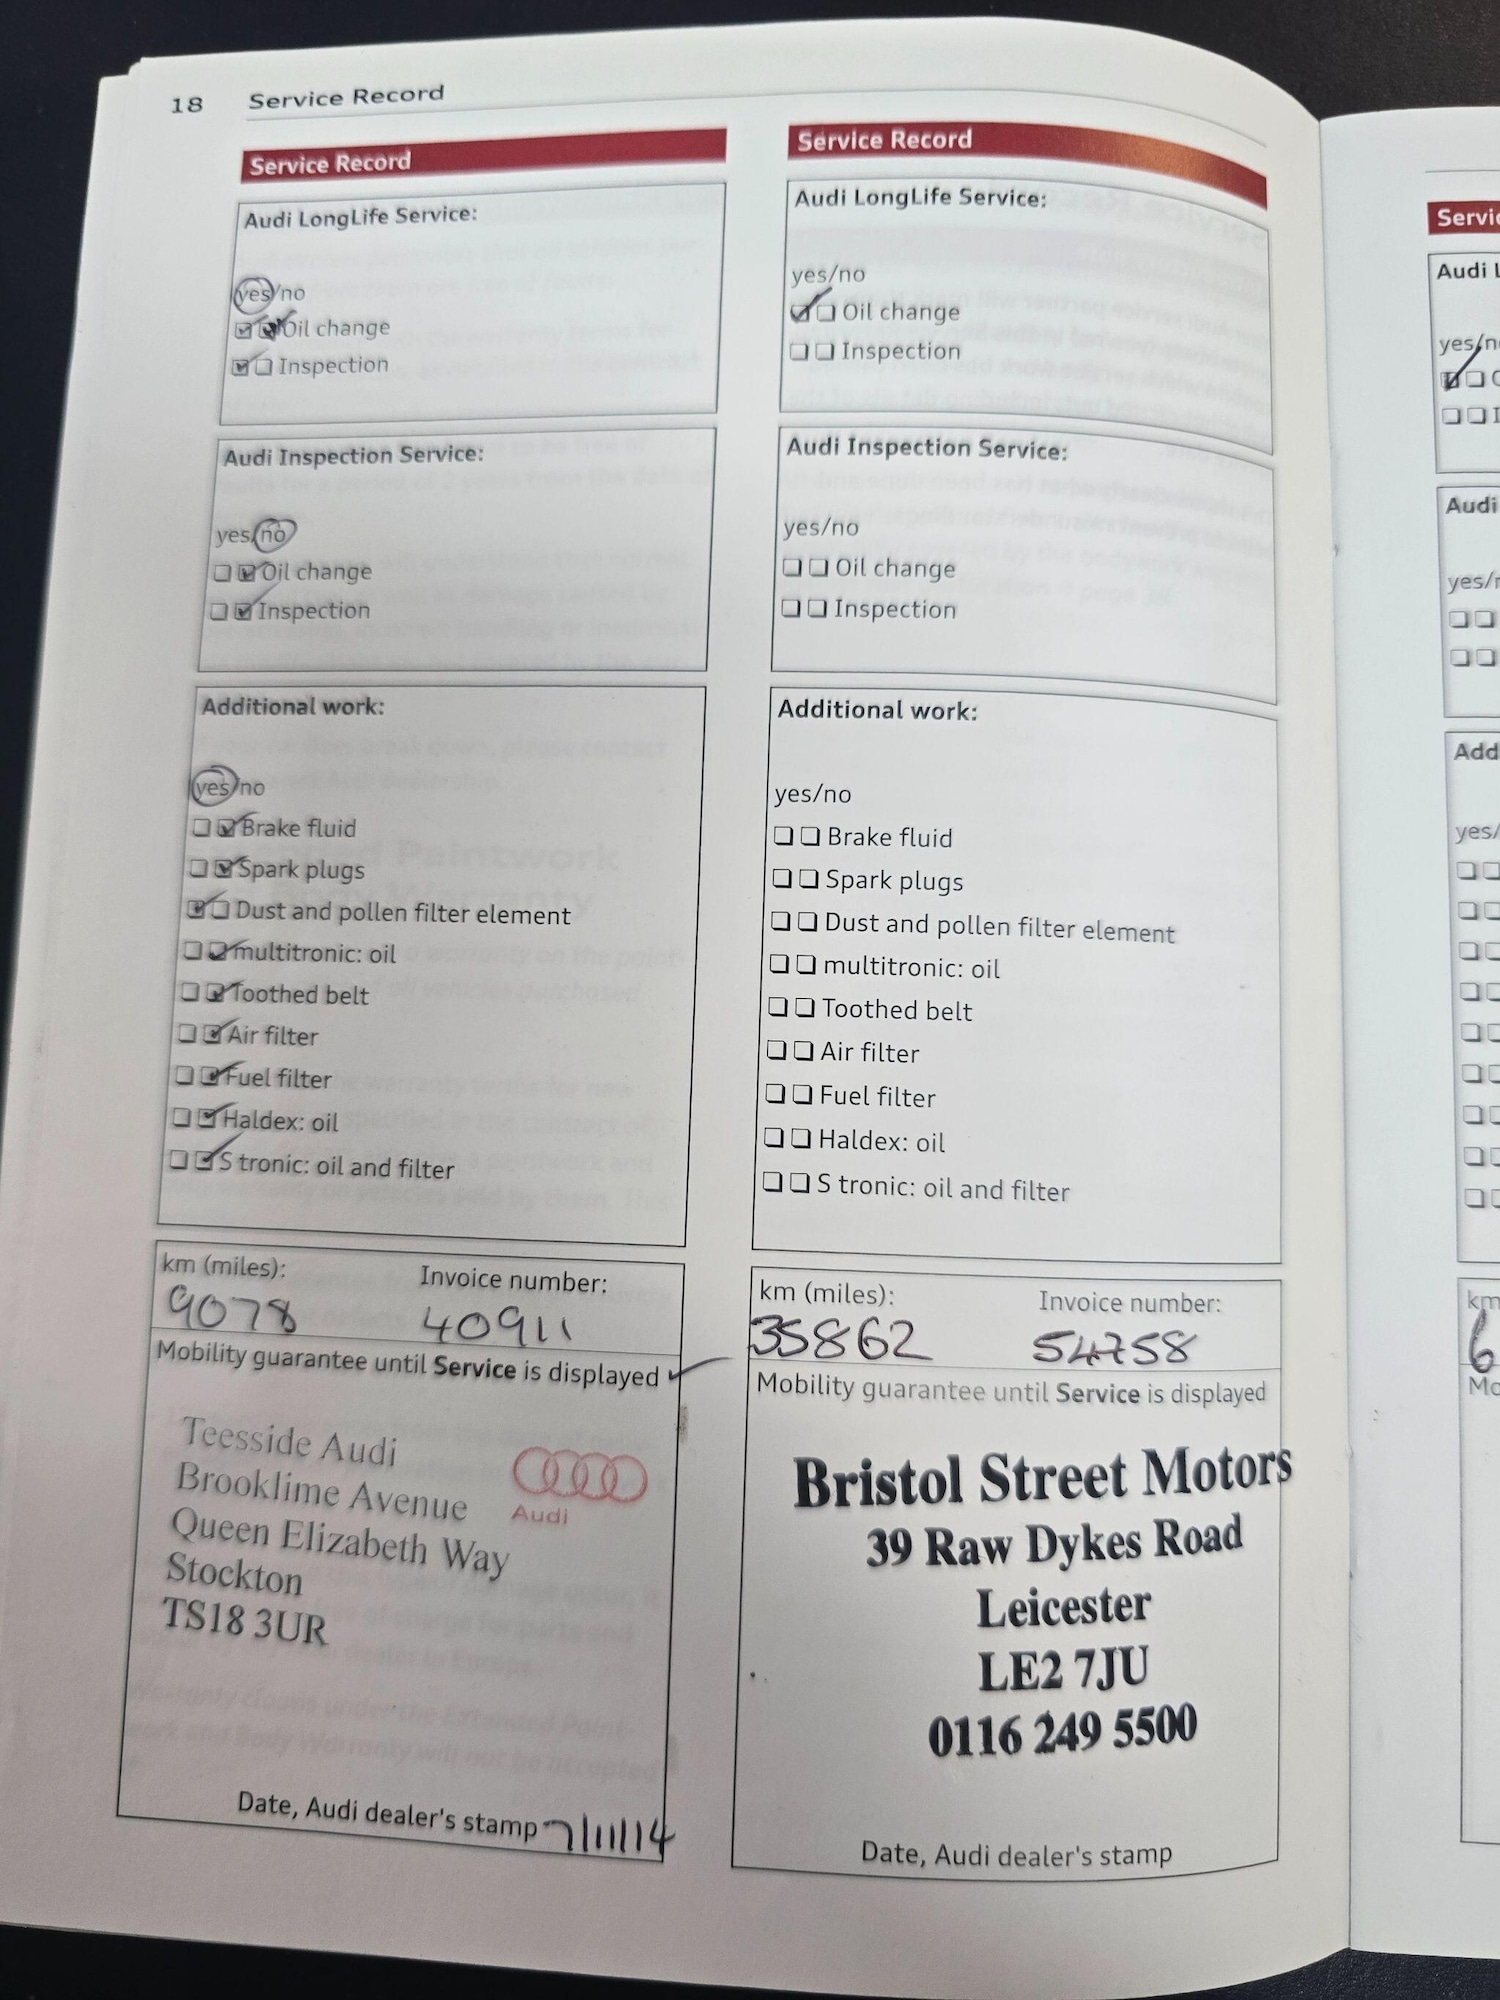 18 Service Record
Service Record
Audi LongLife Service:
yes/no
Oil change
Inspection
Audi Inspection Service:
yes/no
Oil change
Inspection
Additional work:
yes/no
Brake fluid
Spark plugs
Dust and pollen filter element
multitronic: oil
Toothed belt
Air filter
Fuel filter
Haldex: oil
S tronic: oil and filter
km (miles): Invoice number:
9078 40911
Mobility guarantee until Service is displayed
Teesside Audi
Brooklime Avenue
Queen Elizabeth Way
Stockton
TS18 3UR
Audi
Date, Audi dealer's stamp 7/11/14
Service Record
Audi LongLife Service:
yes/no
Oil change
Inspection
Audi Inspection Service:
yes/no
Oil change
Inspection
Additional work:
yes/no
Brake fluid
Spark plugs
Dust and pollen filter element
multitronic: oil
Toothed belt
Air filter
Fuel filter
Haldex: oil
S tronic: oil and filter
km (miles): Invoice number:
35862 54758
Mobility guarantee until Service is displayed
Bristol Street Motors
39 Raw Dykes Road
Leicester
LE2 7JU
0116 249 5500
Date, Audi dealer's stamp
Audi
Audi